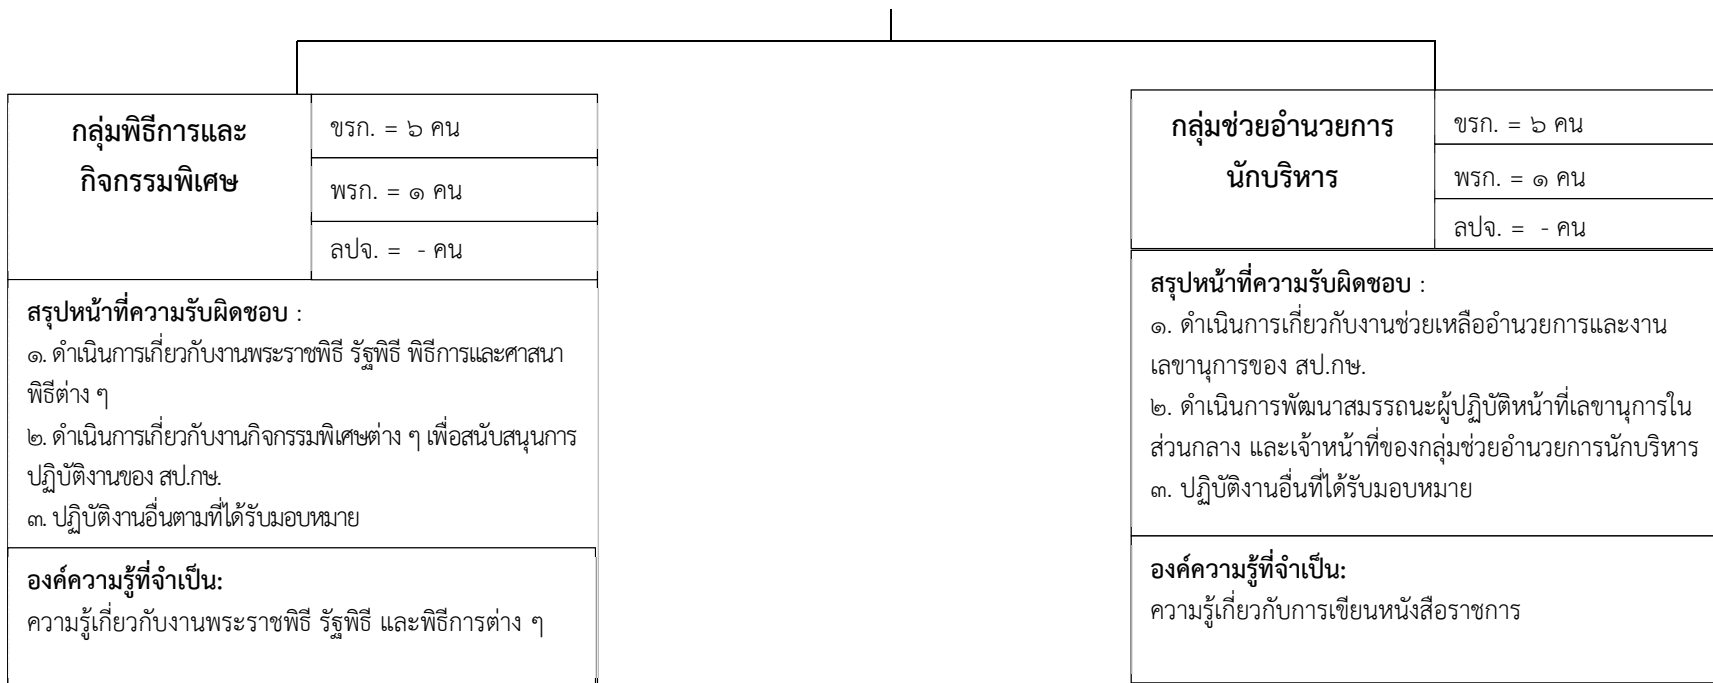 กลุ่มพิธีการและ
กิจกรรมพิเศษ
ขรก. = ๖ คน
พรก. = ๑ คน
ลปจ. = - คน
สรุปหน้าที่ความรับผิดชอบ :
๑. ดำเนินการเกี่ยวกับงานพระราชพิธี รัฐพิธี พิธีการและศาสนา
พิธีต่าง ๆ
๒. ดำเนินการเกี่ยวกับงานกิจกรรมพิเศษต่าง ๆ เพื่อสนับสนุนการ
ปฏิบัติงานของ สป.กษ.
๓. ปฏิบัติงานอื่นตามที่ได้รับมอบหมาย
องค์ความรู้ที่จำเป็น:
ความรู้เกี่ยวกับงานพระราชพิธี รัฐพิธี และพิธีการต่าง ๆ
กลุ่มช่วยอำนวยการ
นักบริหาร
ขรก. = ๖ คน
พรก. = ๑ คน
ลปจ. = - คน
สรุปหน้าที่ความรับผิดชอบ :
๑. ดำเนินการเกี่ยวกับงานช่วยเหลืออำนวยการและงาน
เลขานุการของ สป.กษ.
๒. ดำเนินการพัฒนาสมรรถนะผู้ปฏิบัติหน้าที่เลขานุการใน
ส่วนกลาง และเจ้าหน้าที่ของกลุ่มช่วยอำนวยการนักบริหาร
๓. ปฏิบัติงานอื่นที่ได้รับมอบหมาย
องค์ความรู้ที่จำเป็น:
ความรู้เกี่ยวกับการเขียนหนังสือราชการ